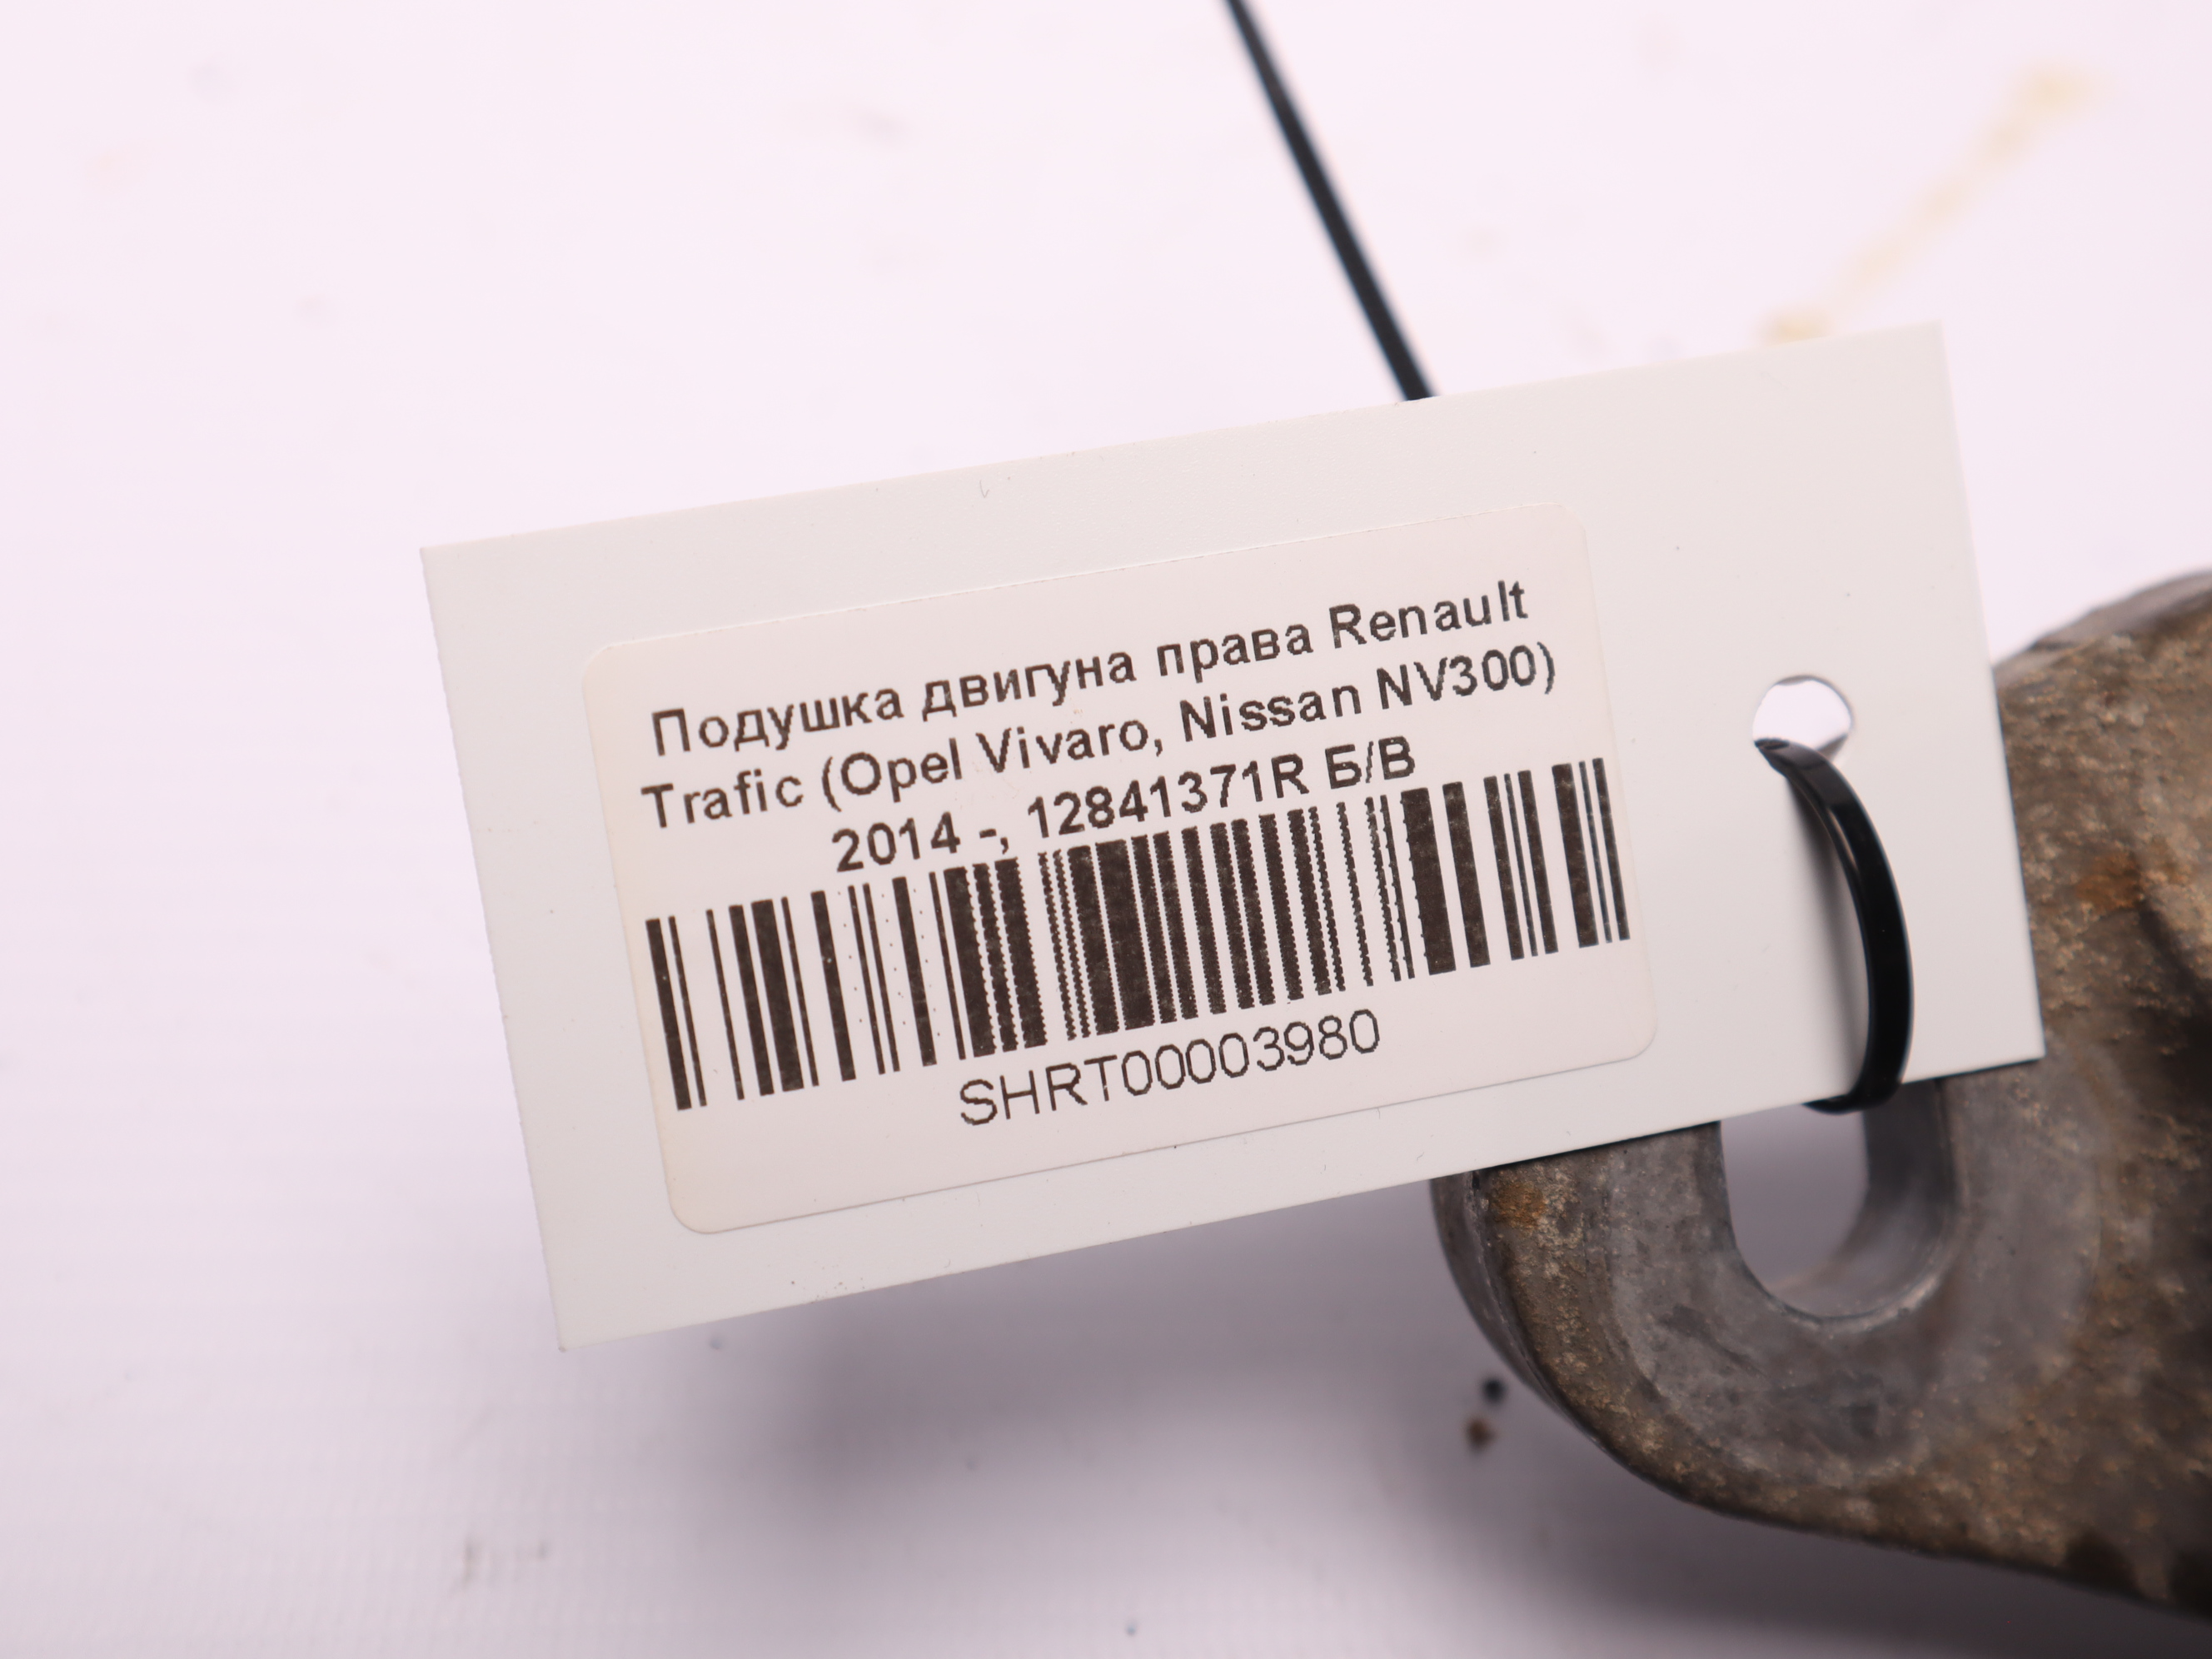 Подушка двигуна права Renault
Trafic (Opel Vivaro, Nissan NV300)
2014 -, 12841371R Б/В
SHRT00003980